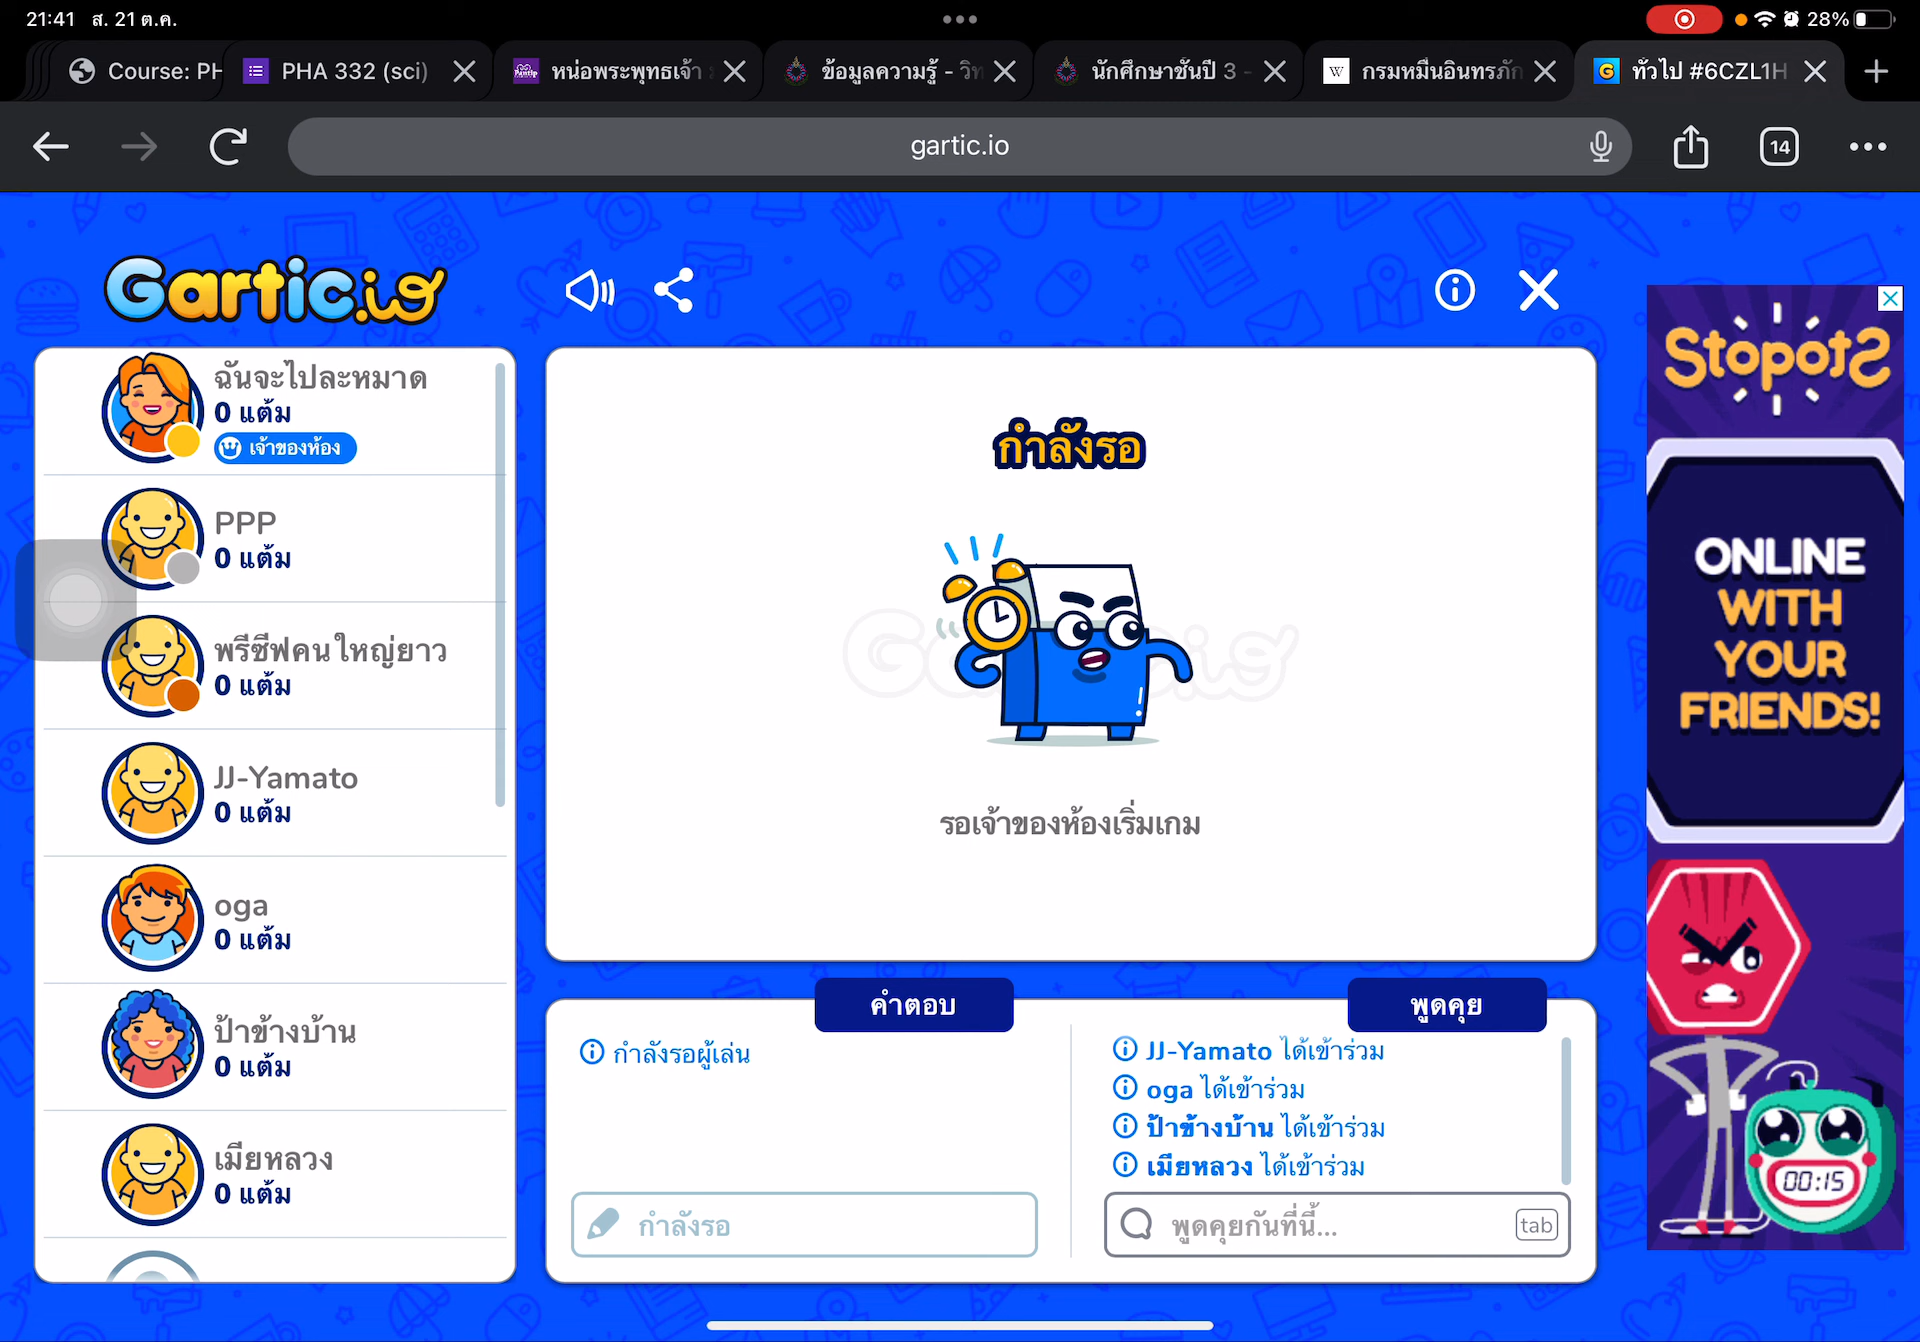 21:41 ส. 21 ต.ค.
28%
Course: PH
PHA 332 (sci)
หน่อพระพุทธเจ้า
ข้อมูลความรู้ - วิท
นักศึกษาชั้นปี 3 -
กรมหมื่นอินทรภัก
ทั่วไป #6CZL1H
gartic.io
14
Gartic.io
ฉันจะไปละหมาด
0 แต้ม
เจ้าของห้อง
PPP
0 แต้ม
พรีซีฟคนใหญ่ยาว
0 แต้ม
JJ-Yamato
0 แต้ม
oga
0 แต้ม
ป้าข้างบ้าน
0 แต้ม
เมียหลวง
0 แต้ม
กำลังรอ
รอเจ้าของห้องเริ่มเกม
คำตอบ
กำลังรอผู้เล่น
กำลังรอ
พูดคุย
JJ-Yamato ได้เข้าร่วม
oga ได้เข้าร่วม
ป้าข้างบ้าน ได้เข้าร่วม
เมียหลวง ได้เข้าร่วม
พูดคุยกันที่นี้...
tab
StopotS
ONLINE
WITH
YOUR
FRIENDS!
00:15